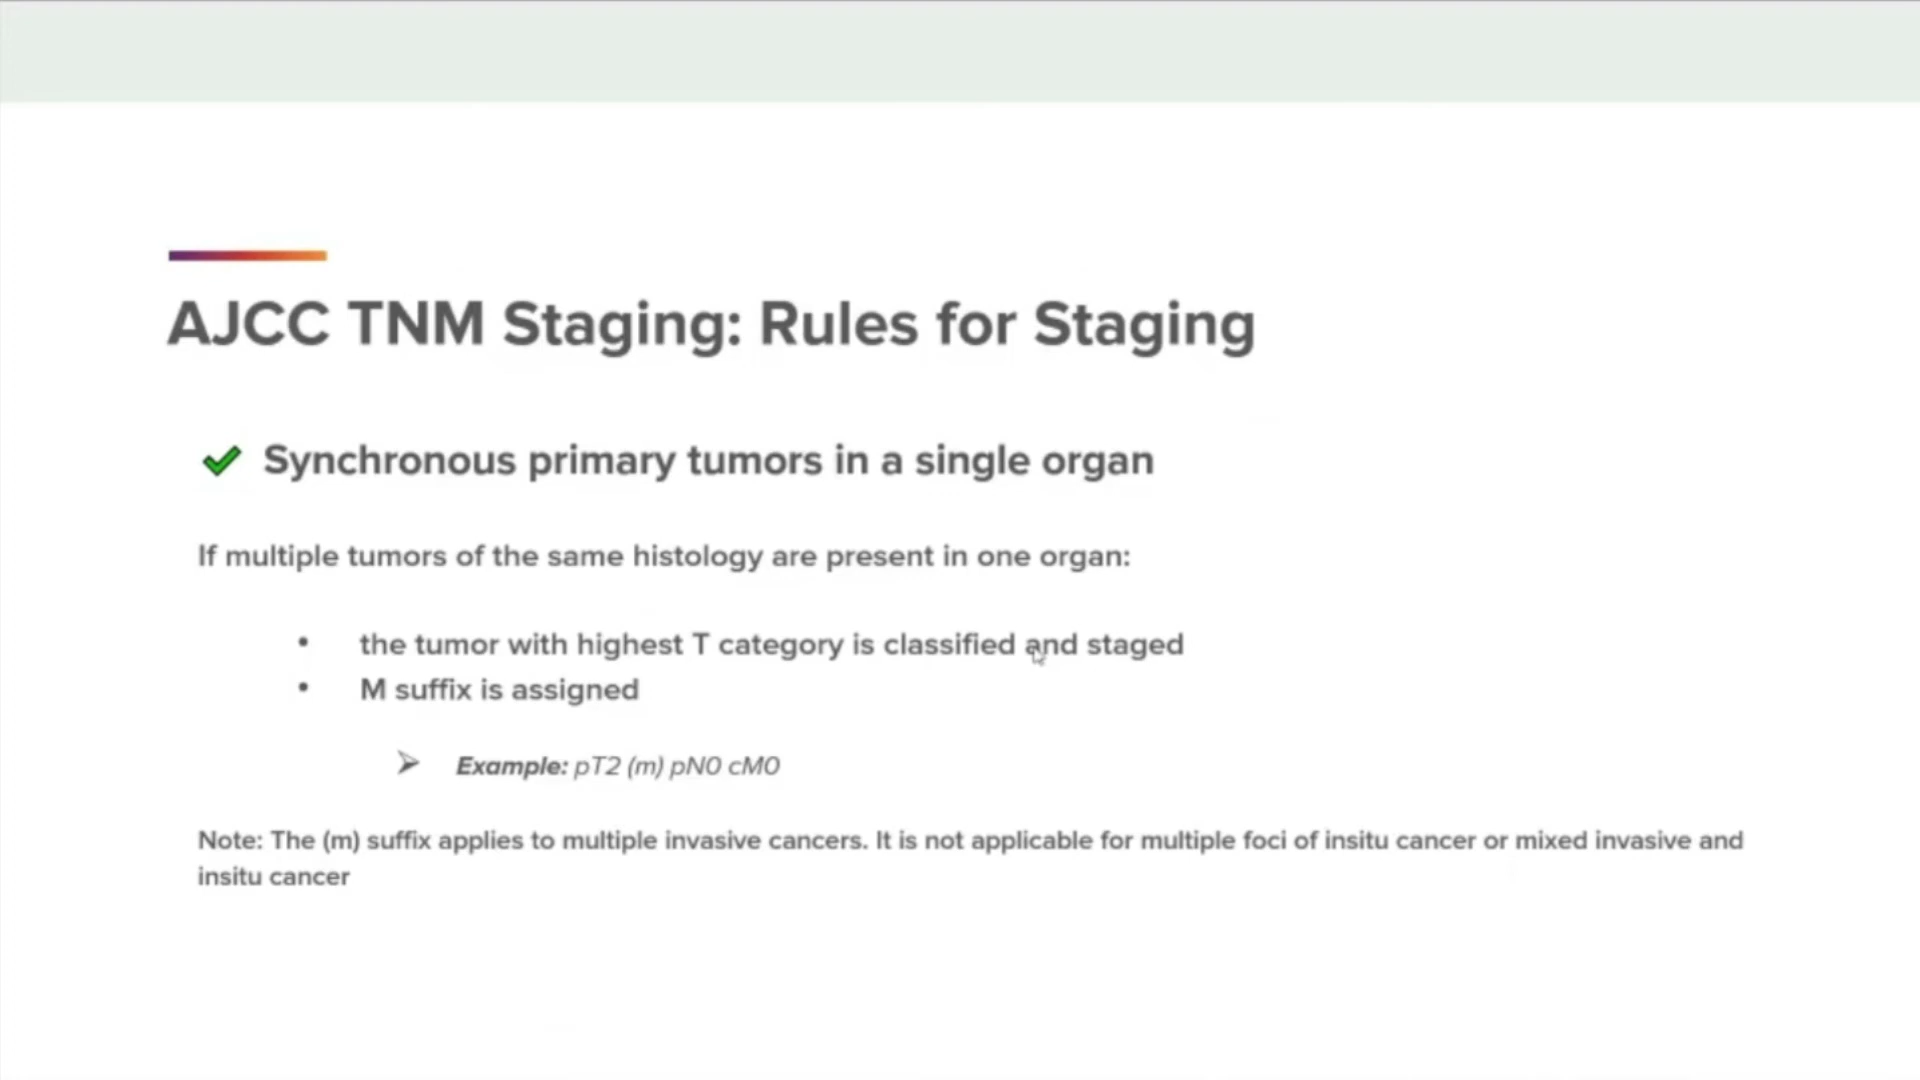 AJCC TNM Staging: Rules for Staging
Synchronous primary tumors in a single organ
If multiple tumors of the same histology are present in one organ:
• the tumor with highest T category is classified and staged
• M suffix is assigned
➢ Example: pT2 (m) pN0 cM0
Note: The (m) suffix applies to multiple invasive cancers. It is not applicable for multiple foci of insitu cancer or mixed invasive and
insitu cancer